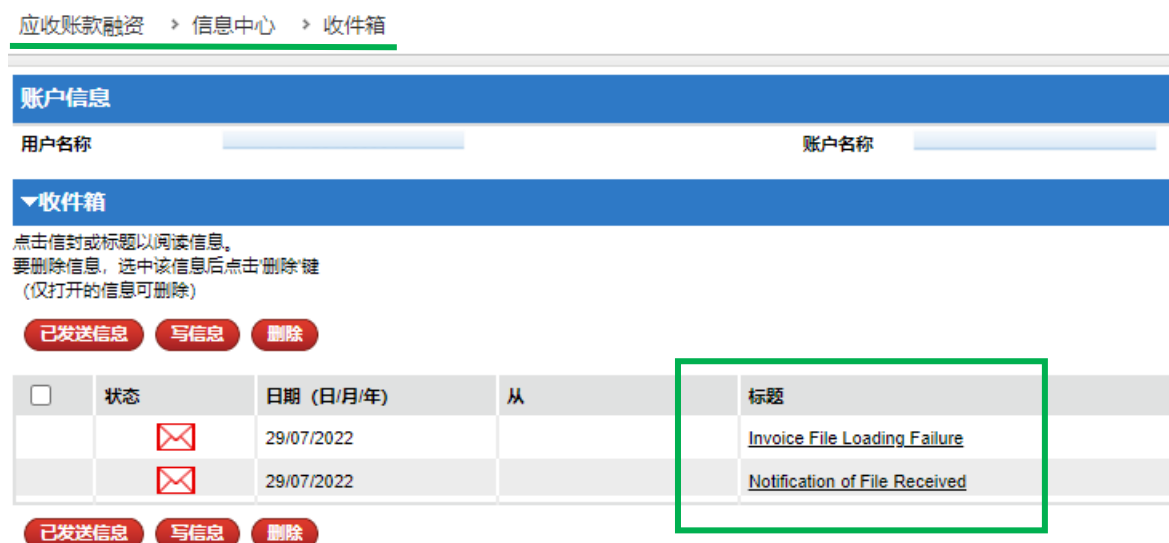 应收账款融资 > 信息中心 > 收件箱
账户信息
用户名称 账户名称
▼收件箱
点击信封或标题以阅读信息。
要删除信息，选中该信息后点击'删除'键
（仅打开的信息可删除）
已发送信息 写信息 删除
状态 日期（日/月/年） 从 标题
29/07/2022 Invoice File Loading Failure
29/07/2022 Notification of File Received
已发送信息 写信息 删除